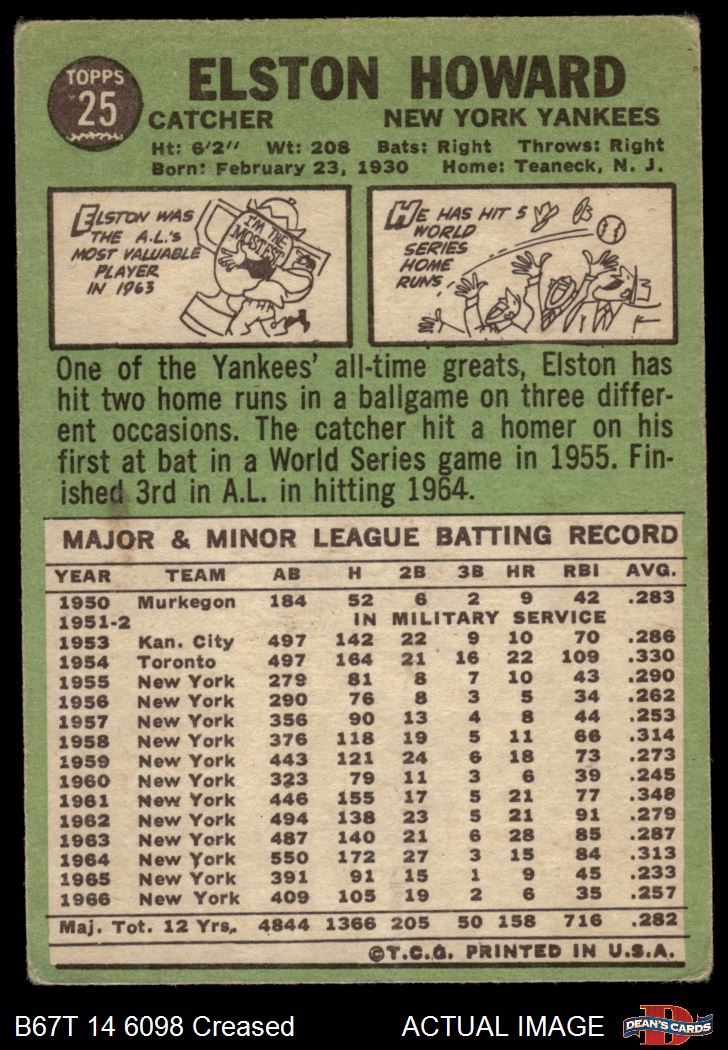 TOPPS
25
ELSTON HOWARD
CATCHER NEW YORK YANKEES
Ht: 6'2" Wt: 208 Bats: Right Throws: Right
Born: February 23, 1930 Home: Teaneck, N. J.
ELSTON WAS
THE A.L.'S
MOST VALUABLE
PLAYER
IN 1963
I'M THE
MOSTEST
HE HAS HIT 5
WORLD
SERIES
HOME
RUNS
One of the Yankees' all-time greats, Elston has
hit two home runs in a ballgame on three differ-
ent occasions. The catcher hit a homer on his
first at bat in a World Series game in 1955. Fin-
ished 3rd in A.L. in hitting 1964.
MAJOR & MINOR LEAGUE BATTING RECORD
YEAR TEAM AB H 2B 3B HR RBI AVG.
1950 Murkegon 184 52 6 2 9 42 .283
1951-2 IN MILITARY SERVICE
1953 Kan. City 497 142 22 9 10 70 .286
1954 Toronto 497 164 21 16 22 109 .330
1955 New York 279 81 8 7 10 43 .290
1956 New York 290 76 8 3 5 34 .262
1957 New York 356 90 13 4 8 44 .253
1958 New York 376 118 19 5 11 66 .314
1959 New York 443 121 24 6 18 73 .273
1960 New York 323 79 11 3 6 39 .245
1961 New York 446 155 17 5 21 77 .348
1962 New York 494 138 23 5 21 91 .279
1963 New York 487 140 21 6 28 85 .287
1964 New York 550 172 27 3 15 84 .313
1965 New York 391 91 15 1 9 45 .233
1966 New York 409 105 19 2 6 35 .257
Maj. Tot. 12 Yrs. 4844 1366 205 50 158 716 .282
©T.C.G. PRINTED IN U.S.A.
B67T 14 6098 Creased ACTUAL IMAGE
D
DEAN'S CARDS